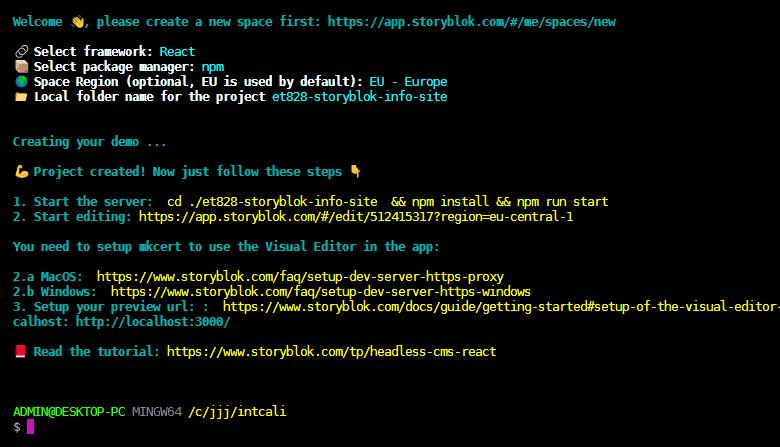 Welcome 👋, please create a new space first: https://app.storyblok.com/#/me/spaces/new
🔗 Select framework: React
📦 Select package manager: npm
🌍 Space Region (optional, EU is used by default): EU - Europe
📂 Local folder name for the project et828-storyblok-info-site
Creating your demo ...
💪 Project created! Now just follow these steps 👇
1. Start the server:  cd ./et828-storyblok-info-site  && npm install && npm run start
2. Start editing: https://app.storyblok.com/#/edit/512415317?region=eu-central-1
You need to setup mkcert to use the Visual Editor in the app:
2.a MacOS:  https://www.storyblok.com/faq/setup-dev-server-https-proxy
2.b Windows:  https://www.storyblok.com/faq/setup-dev-server-https-windows
3. Setup your preview url: :  https://www.storyblok.com/docs/guide/getting-started#setup-of-the-visual-editor-
calhost: http://localhost:3000/
📕 Read the tutorial: https://www.storyblok.com/tp/headless-cms-react
ADMIN@DESKTOP-PC MINGW64 /c/jjj/intcali
$